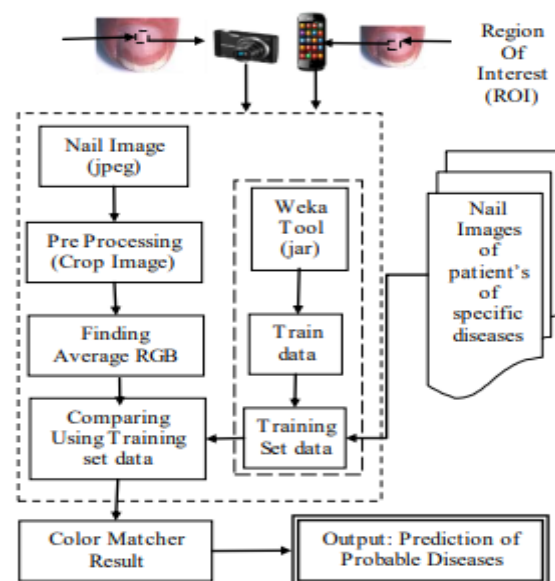 Region
Of
Interest
(ROI)
Nail Image
(jpeg)
Pre Processing
(Crop Image)
Finding
Average RGB
Comparing
Using Training
set data
Weka
Tool
(jar)
Train
data
Training
Set data
Nail
Images
of
patient's
of
specific
diseases
Color Matcher
Result
Output: Prediction of
Probable Diseases